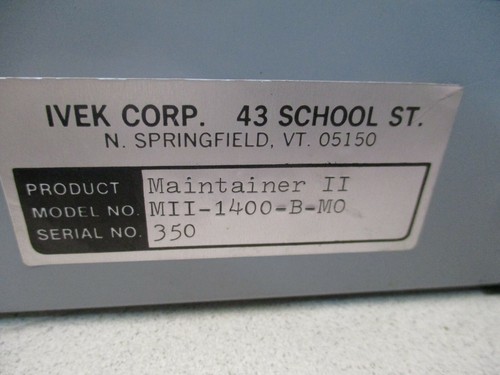 IVEK CORP. 43 SCHOOL ST.
N. SPRINGFIELD, VT. 05150
PRODUCT Maintainer II
MODEL NO. MII-1400-B-MO
SERIAL NO. 350